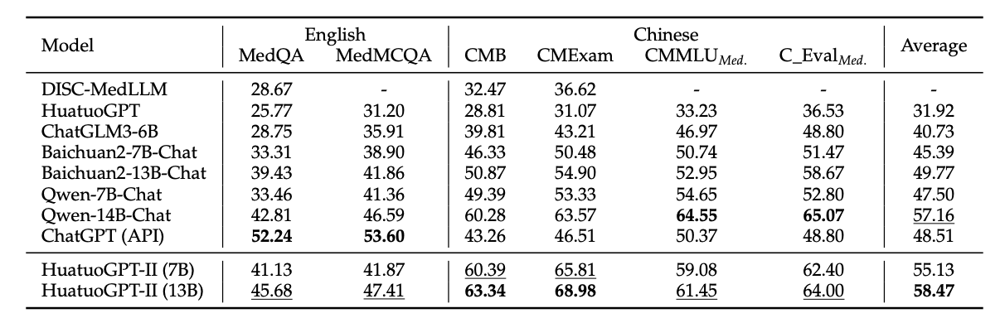 Model English Chinese Average
MedQA MedMCQA CMB CMExam CMMLU_Med. C_Eval_Med.
DISC-MedLLM 28.67 - 32.47 36.62 - - -
HuatuoGPT 25.77 31.20 28.81 31.07 33.23 36.53 31.92
ChatGLM3-6B 28.75 35.91 39.81 43.21 46.97 48.80 40.73
Baichuan2-7B-Chat 33.31 38.90 46.33 50.48 50.74 51.47 45.39
Baichuan2-13B-Chat 39.43 41.86 50.87 54.90 52.95 58.67 49.77
Qwen-7B-Chat 33.46 41.36 49.39 53.33 54.65 52.80 47.50
Qwen-14B-Chat 42.81 46.59 60.28 63.57 64.55 65.07 57.16
ChatGPT (API) 52.24 53.60 43.26 46.51 50.37 48.80 48.51
HuatuoGPT-II (7B) 41.13 41.87 60.39 65.81 59.08 62.40 55.13
HuatuoGPT-II (13B) 45.68 47.41 63.34 68.98 61.45 64.00 58.47